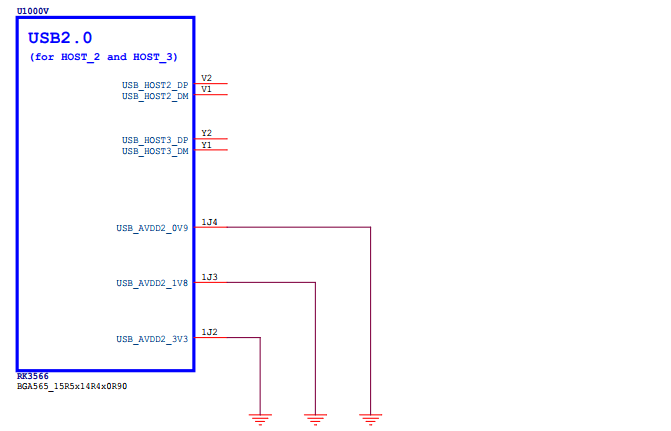 U1000V
USB2.0
(for HOST_2 and HOST_3)
USB_HOST2_DP V2
USB_HOST2_DM V1
USB_HOST3_DP Y2
USB_HOST3_DM Y1
USB_AVDD2_0V9 1J4
USB_AVDD2_1V8 1J3
USB_AVDD2_3V3 1J2
RK3566
BGA565_15R5x14R4x0R90